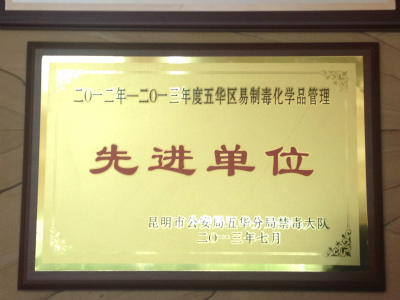 二〇一二年—二〇一三年度五华区易制毒化学品管理
先进单位
昆明市公安局五华分局禁毒大队
二〇一三年七月